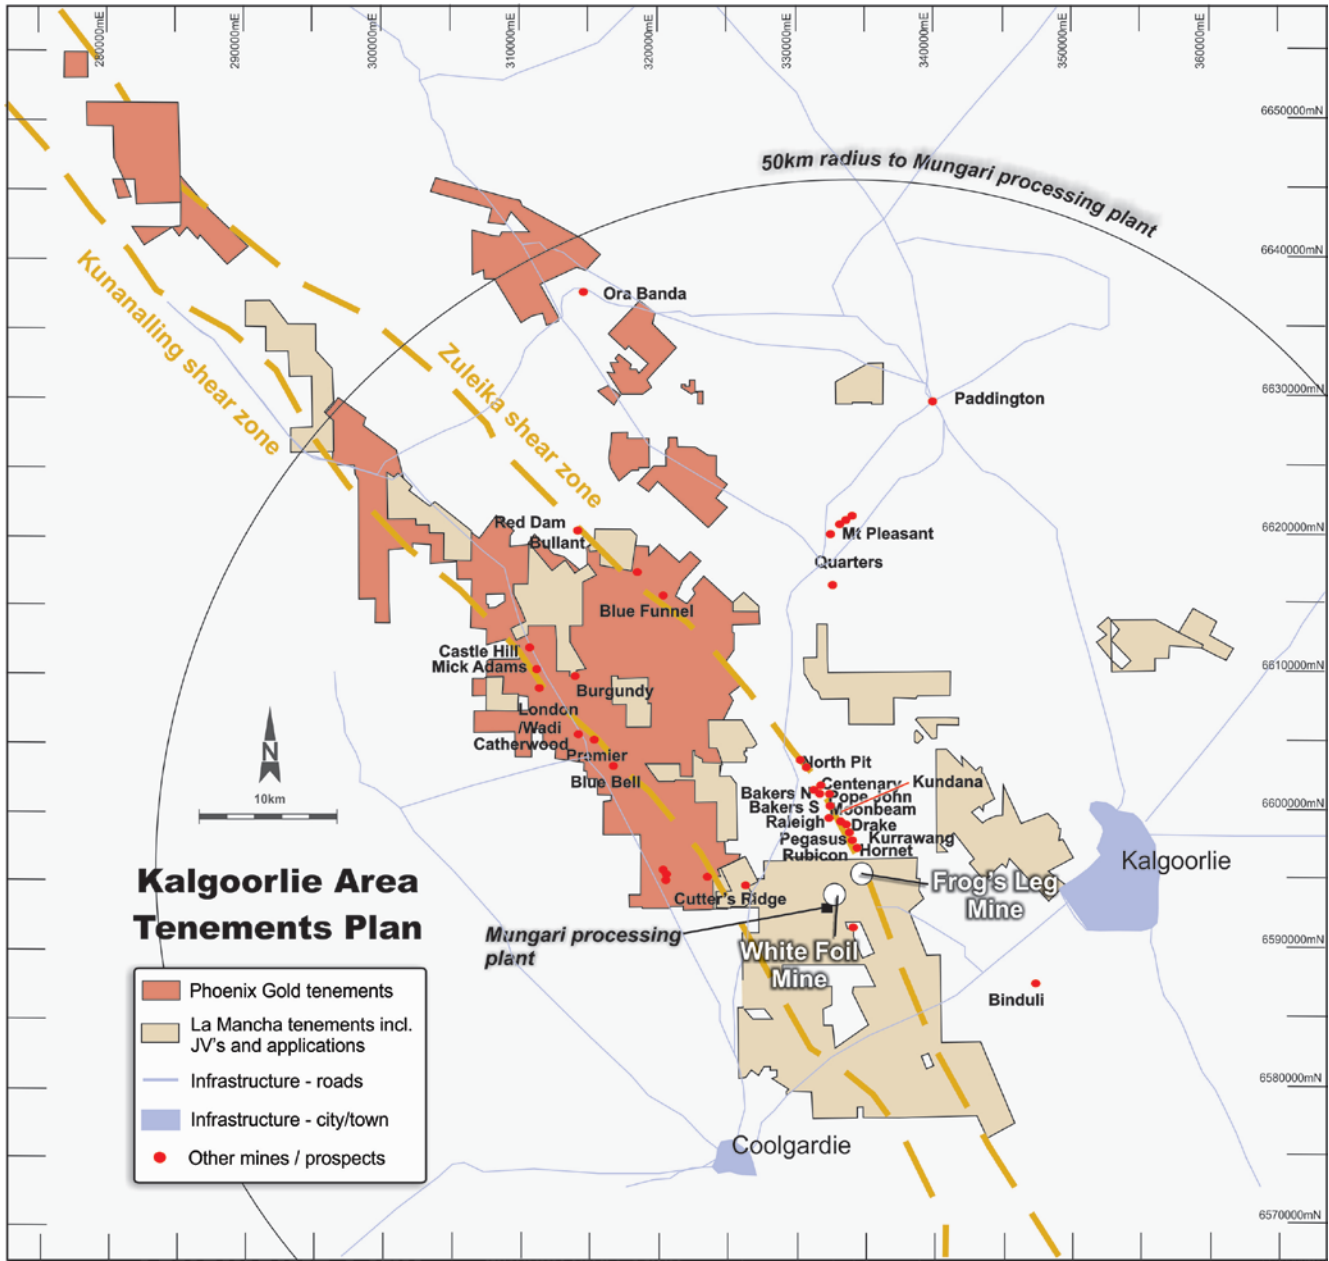 280000mE
290000mE
300000mE
310000mE
320000mE
330000mE
340000mE
350000mE
360000mE
6650000mN
50km radius to Mungari processing plant
6640000mN
Kunanalling shear zone
Ora Banda
Zuleika shear zone
6630000mN
Paddington
Red Dam
Bullant
6620000mN
Mt Pleasant
Quarters
Blue Funnel
Castle Hill
Mick Adams
6610000mN
Burgundy
London
/Wadi
Catherwood
Premier
Blue Bell
N
10km
North Pit
Centenary
Kundana
Bakers N
Pope John
Bakers S
Moonbeam
6600000mN
Raleigh
Drake
Pegasus
Kurrawang
Rubicon
Hornet
Kalgoorlie
Frog's Leg
Mine
Cutter's Ridge
Mungari processing
plant
White Foil
Mine
6590000mN
Binduli
6580000mN
Coolgardie
6570000mN
Kalgoorlie Area
Tenements Plan
Phoenix Gold tenements
La Mancha tenements incl.
JV's and applications
Infrastructure - roads
Infrastructure - city/town
Other mines / prospects